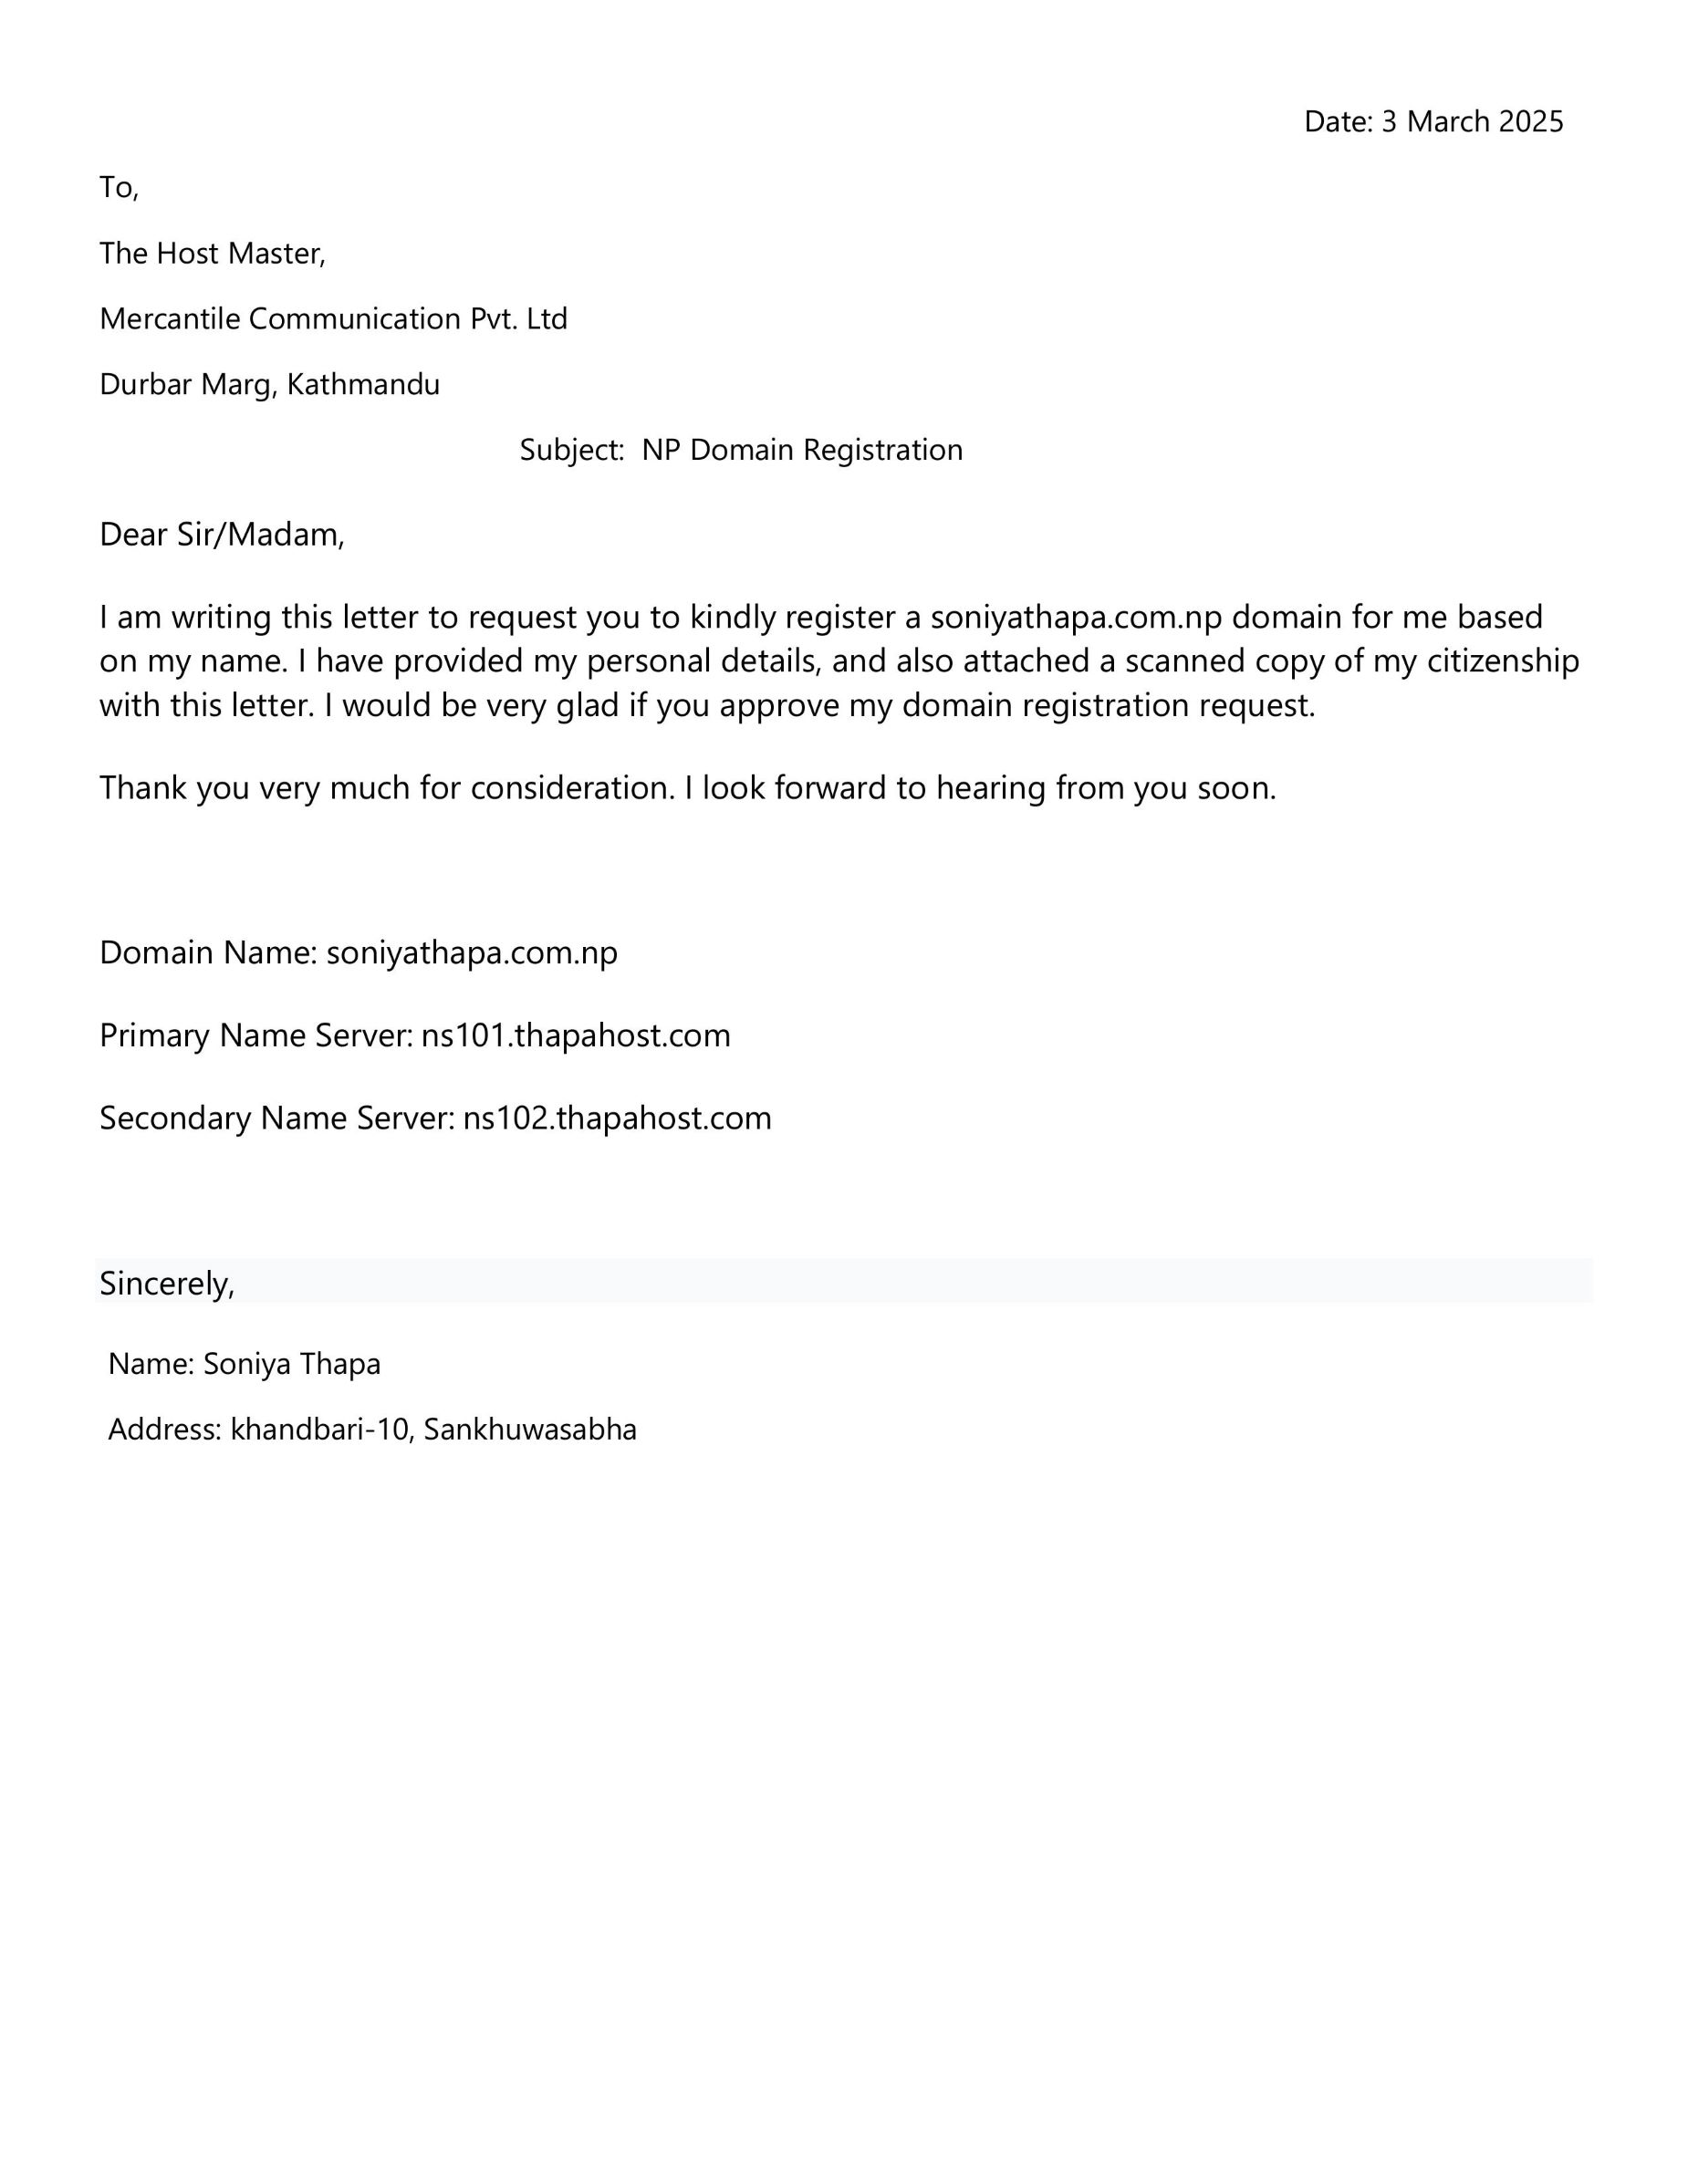 Date: 3 March 2025
To,
The Host Master,
Mercantile Communication Pvt. Ltd
Durbar Marg, Kathmandu
Subject:  NP Domain Registration
Dear Sir/Madam,
I am writing this letter to request you to kindly register a soniyathapa.com.np domain for me based
on my name. I have provided my personal details, and also attached a scanned copy of my citizenship
with this letter. I would be very glad if you approve my domain registration request.
Thank you very much for consideration. I look forward to hearing from you soon.
Domain Name: soniyathapa.com.np
Primary Name Server: ns101.thapahost.com
Secondary Name Server: ns102.thapahost.com
Sincerely,
Name: Soniya Thapa
Address: khandbari-10, Sankhuwasabha